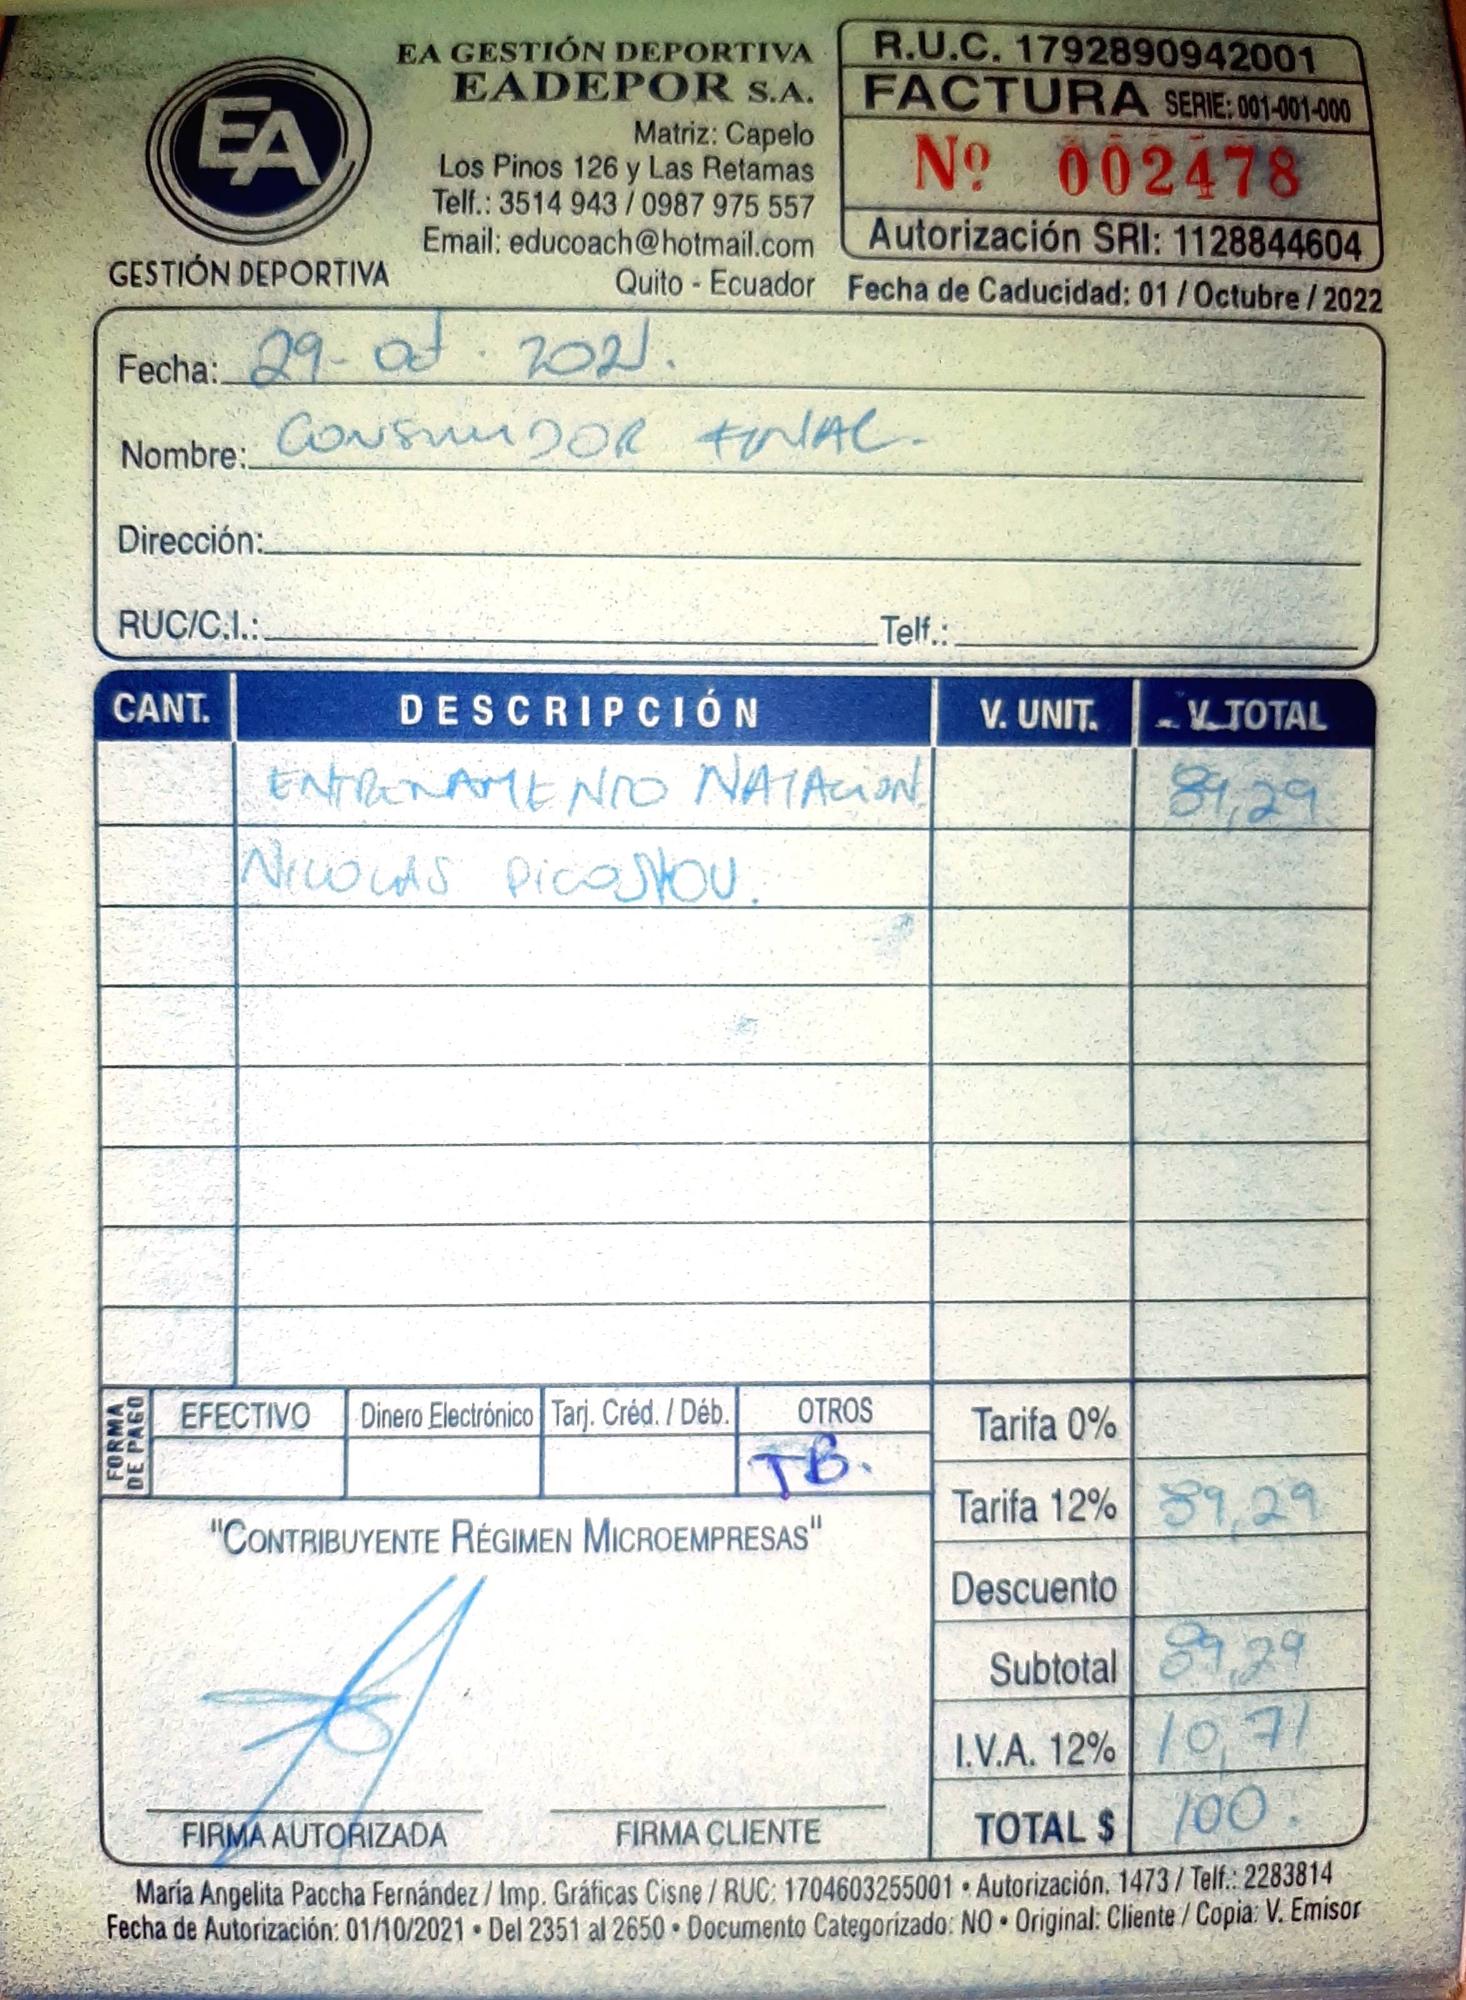 EA
GESTIÓN DEPORTIVA
EA GESTIÓN DEPORTIVA
EADEPOR S.A.
Matriz: Capelo
Los Pinos 126 y Las Retamas
Telf.: 3514 943 / 0987 975 557
Email: educoach@hotmail.com
Quito - Ecuador
R.U.C. 1792890942001
FACTURA SERIE: 001-001-000
Nº 002478
Autorización SRI: 1128844604
Fecha de Caducidad: 01 / Octubre / 2022
Fecha: 29 - Oct . 2021.
Nombre: CONSUMIDOR FINAL.
Dirección:
RUC/C.I.: Telf.:
CANT. DESCRIPCIÓN V. UNIT. V. TOTAL
ENTRENAMIENTO NATACION. 89,29
NICOLAS
FORMA DE PAGO
EFECTIVO Dinero Electrónico Tarj. Créd. / Déb. OTROS
TB.
Tarifa 0%
Tarifa 12% 89,29
Descuento
Subtotal 89,29
I.V.A. 12% 10,71
TOTAL $ 100.
"CONTRIBUYENTE RÉGIMEN MICROEMPRESAS"
FIRMA AUTORIZADA FIRMA CLIENTE
María Angelita Paccha Fernández / Imp. Gráficas Cisne / RUC: 1704603255001 • Autorización. 1473 / Telf.: 2283814
Fecha de Autorización: 01/10/2021 • Del 2351 al 2650 • Documento Categorizado: NO • Original: Cliente / Copia: V. Emisor